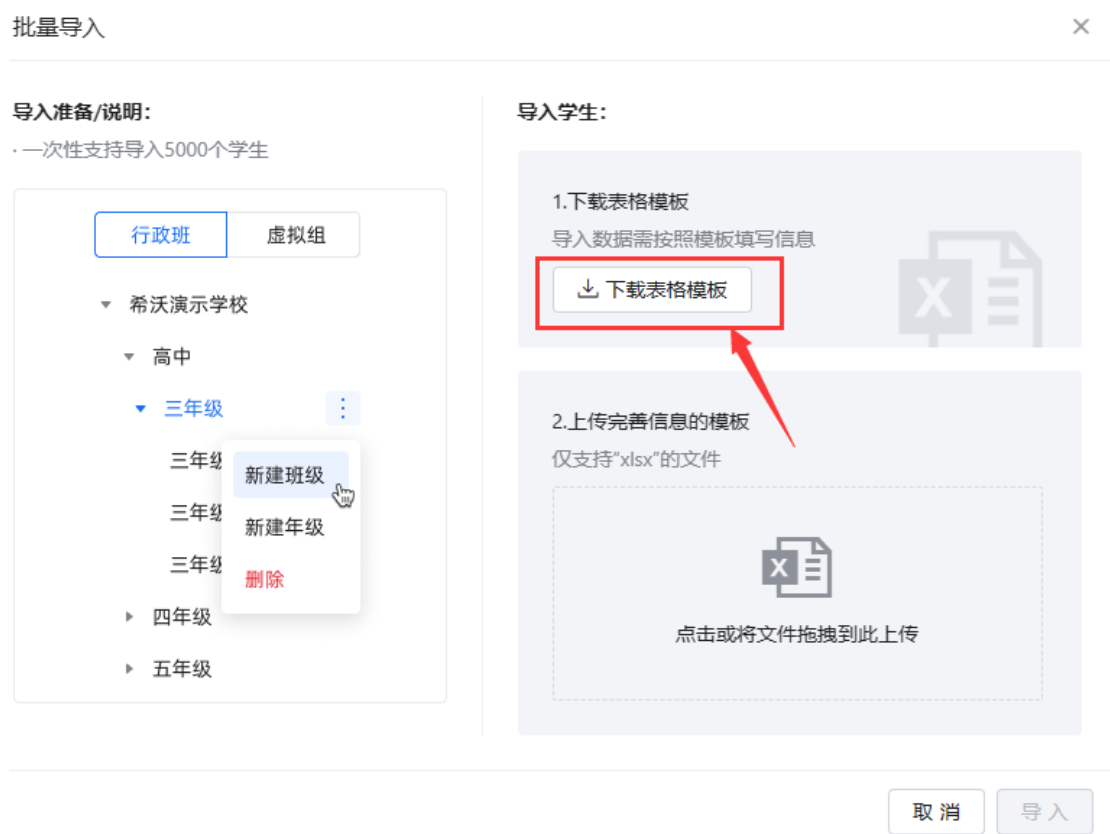 批量导入
导入准备/说明：
· 一次性支持导入5000个学生
行政班
虚拟组
希沃演示学校
高中
三年级
三年级
三年级
三年级
新建班级
新建年级
删除
四年级
五年级
导入学生：
1.下载表格模板
导入数据需按照模板填写信息
下载表格模板
2.上传完善信息的模板
仅支持“xlsx”的文件
X
点击或将文件拖拽到此上传
取 消
导 入